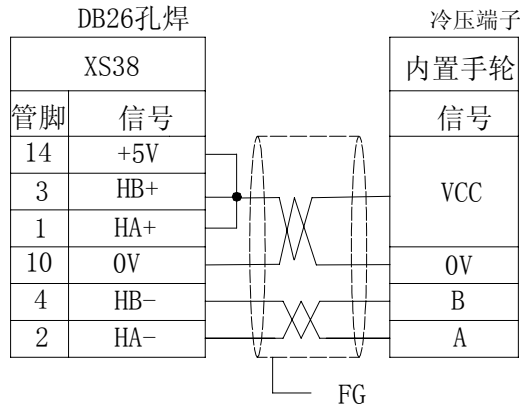 DB26孔焊
冷压端子
XS38
内置手轮
管脚 信号
信号
14 +5V
3 HB+
VCC
1 HA+
10 0V
0V
4 HB-
B
2 HA-
A
FG